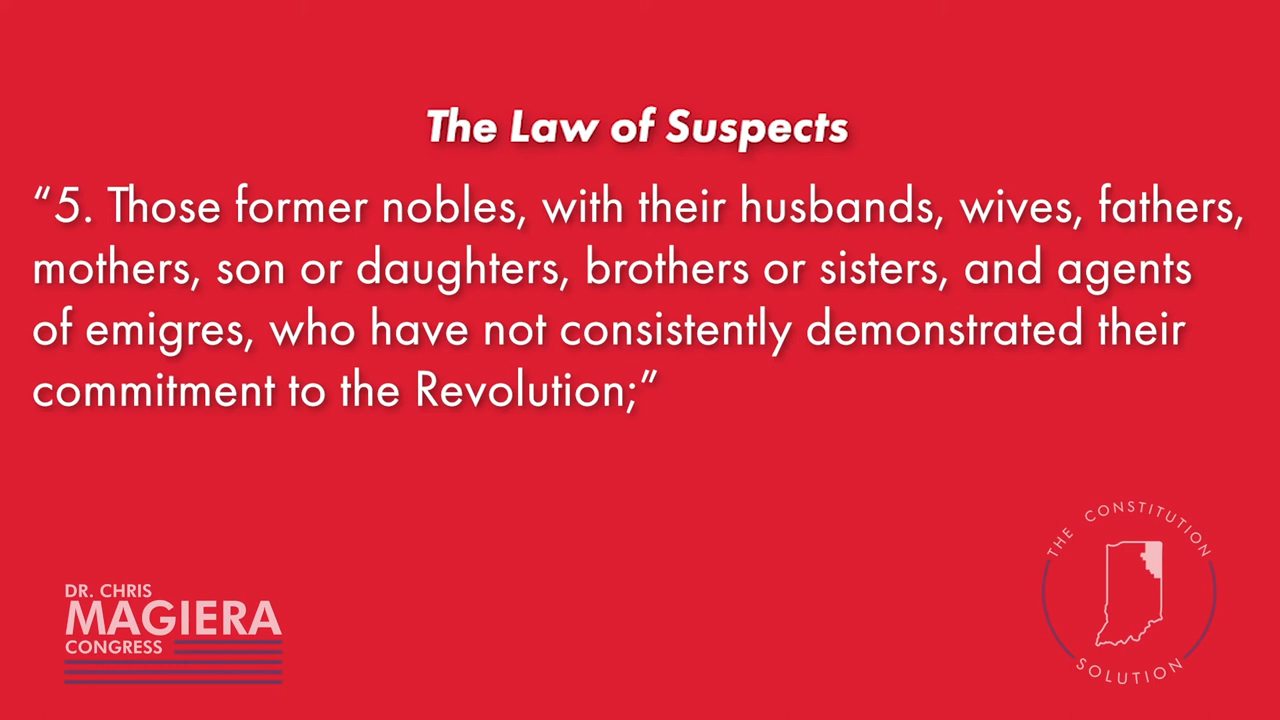 The Law of Suspects
“5. Those former nobles, with their husbands, wives, fathers,
mothers, son or daughters, brothers or sisters, and agents
of emigres, who have not consistently demonstrated their
commitment to the Revolution;”
DR. CHRIS
MAGIERA
CONGRESS
THE CONSTITUTION
SOLUTION